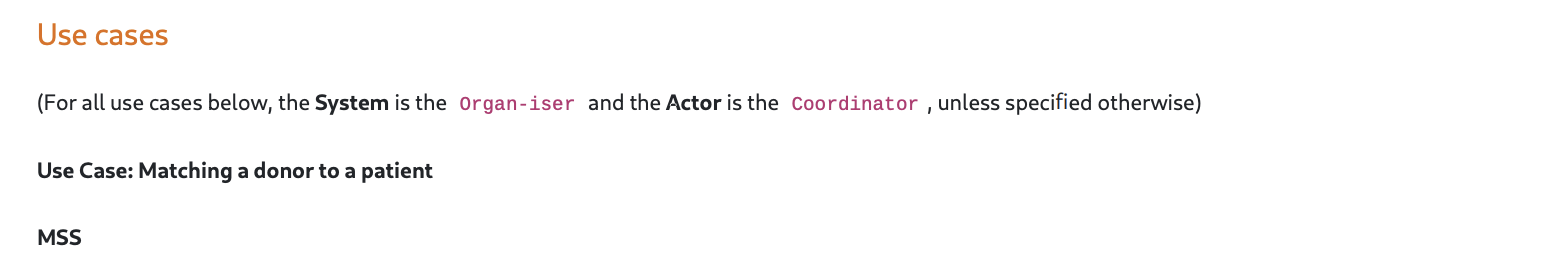 Use cases
(For all use cases below, the System is the Organ-iser and the Actor is the Coordinator , unless specified otherwise)
Use Case: Matching a donor to a patient
MSS